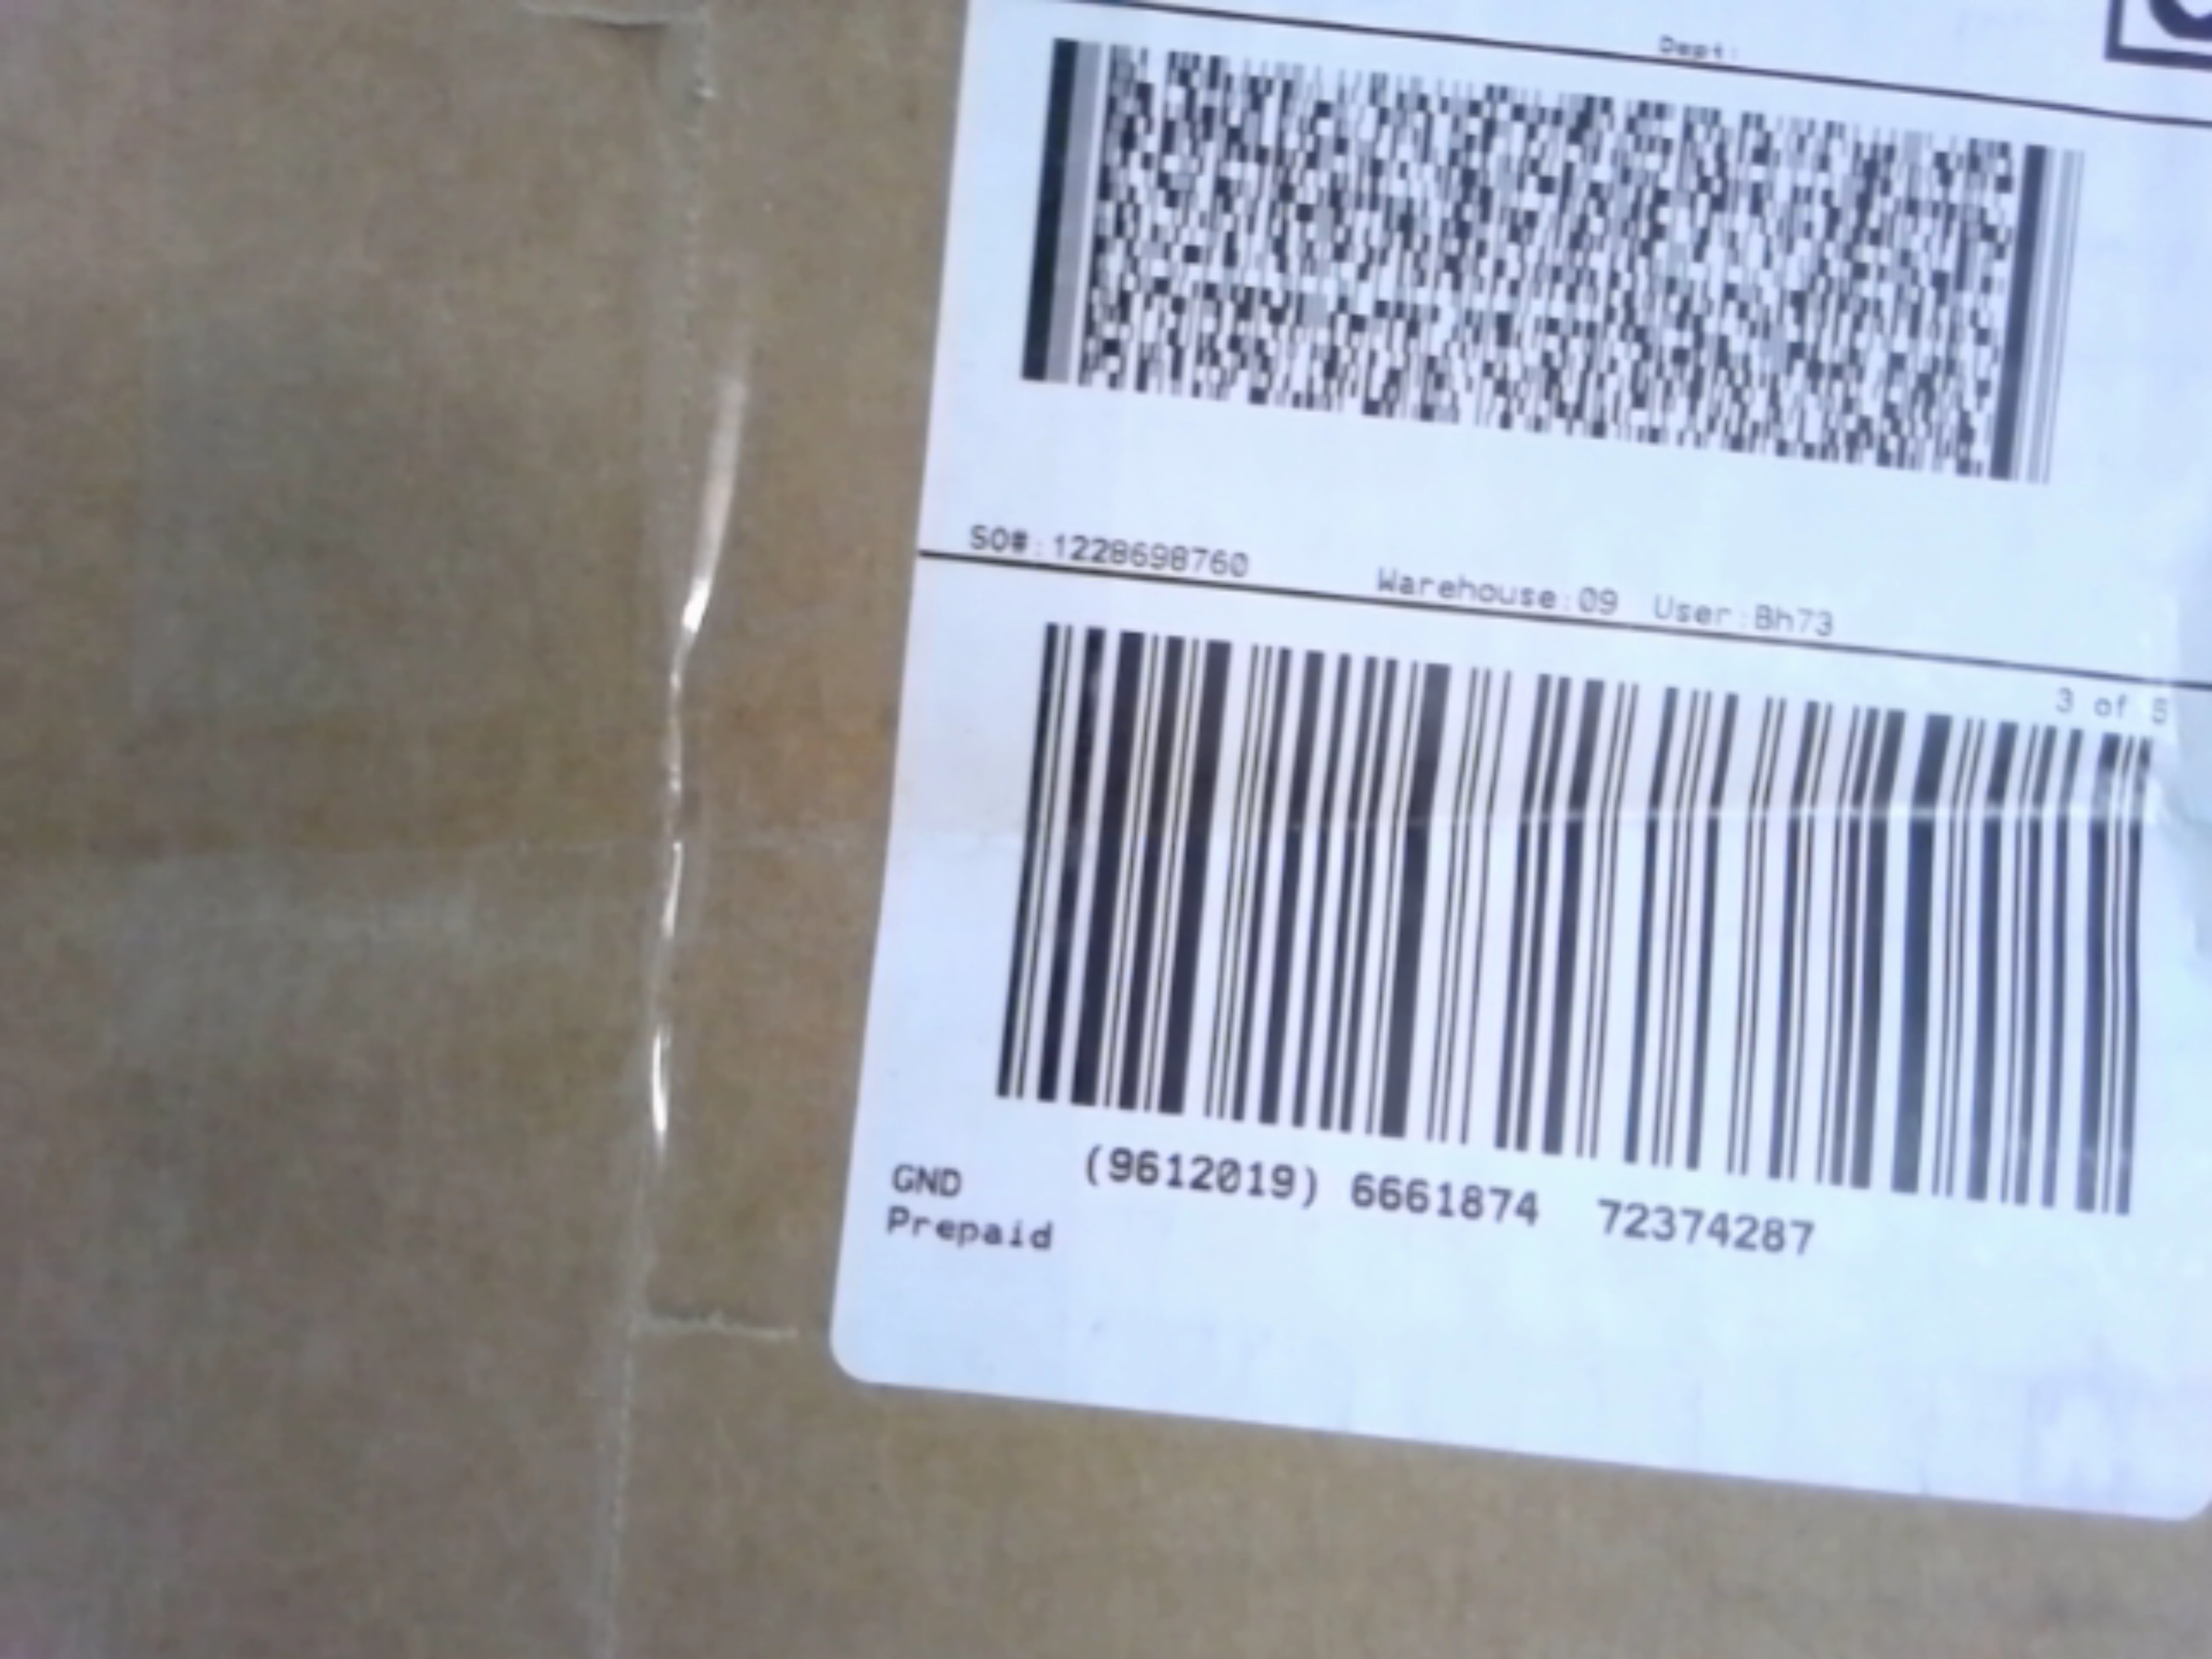 Dept:
SO#:1228698760 Warehouse:09 User:Bh73
3 of 5
(9612019) 6661874 72374287
GND
Prepaid